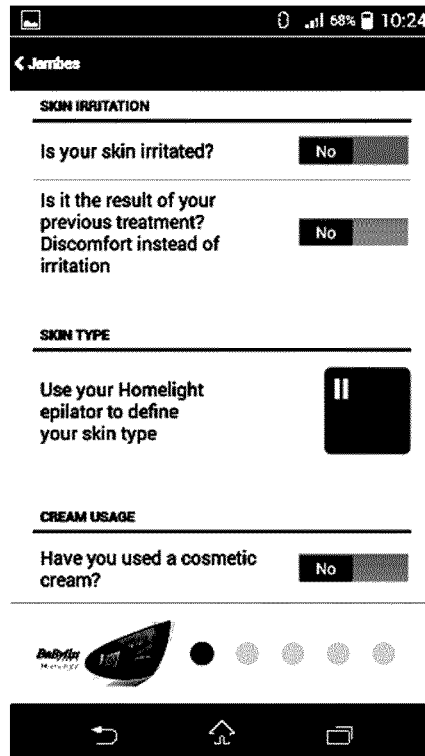 68% 10:24
Jambes
SKIN IRRITATION
Is your skin irritated?
No
Is it the result of your
previous treatment?
Discomfort instead of
irritation
No
SKIN TYPE
Use your Homelight
epilator to define
your skin type
II
CREAM USAGE
Have you used a cosmetic
cream?
No
BaByliss